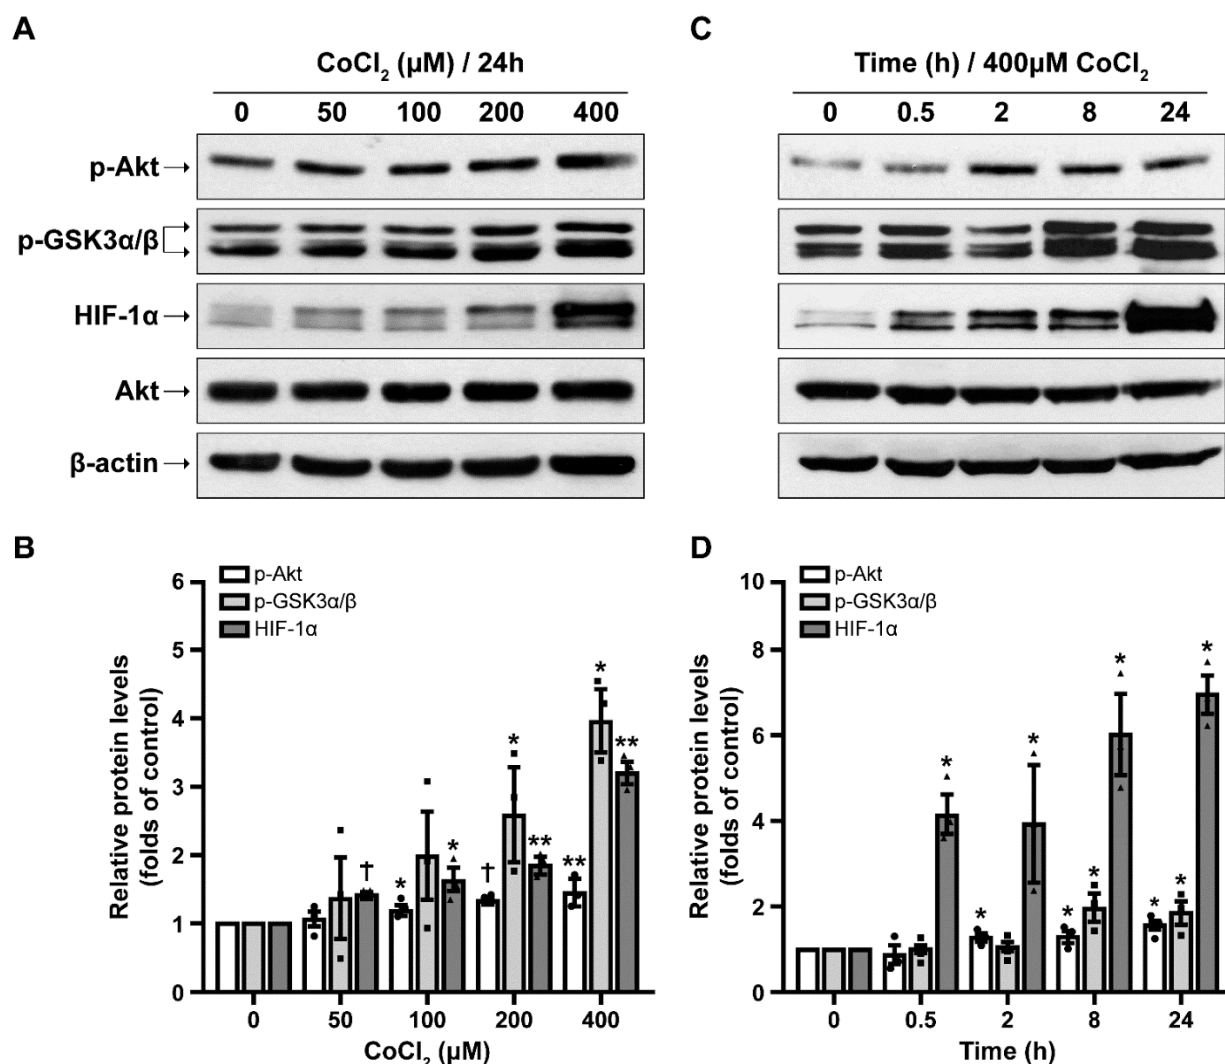 A
CoCl₂ (µM) / 24h
0 50 100 200 400
p-Akt →
p-GSK3α/β
HIF-1α →
Akt →
β-actin →
C
Time (h) / 400µM CoCl₂
0 0.5 2 8 24
B
Relative protein levels
(folds of control)
6
5
4
3
2
1
0
p-Akt
p-GSK3α/β
HIF-1α
†
*
*
†
*
**
**
*
**
0 50 100 200 400
CoCl₂ (µM)
D
Relative protein levels
(folds of control)
10
8
6
4
2
0
p-Akt
p-GSK3α/β
HIF-1α
*
*
*
*
*
*
*
*
*
0 0.5 2 8 24
Time (h)